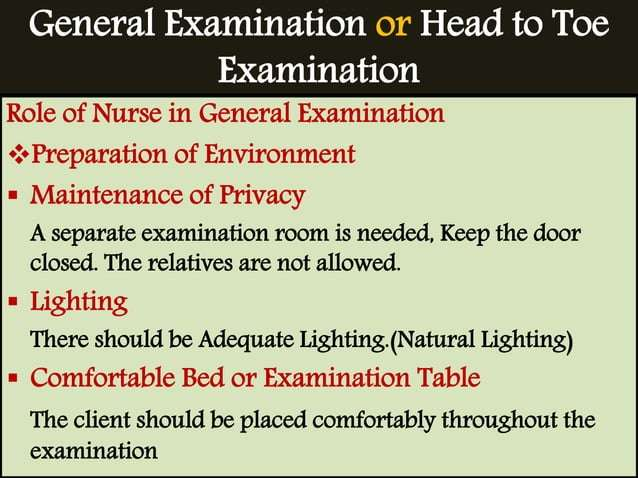 General Examination or Head to Toe
Examination
Role of Nurse in General Examination
❖Preparation of Environment
▪ Maintenance of Privacy
A separate examination room is needed, Keep the door
closed. The relatives are not allowed.
▪ Lighting
There should be Adequate Lighting.(Natural Lighting)
▪ Comfortable Bed or Examination Table
The client should be placed comfortably throughout the
examination